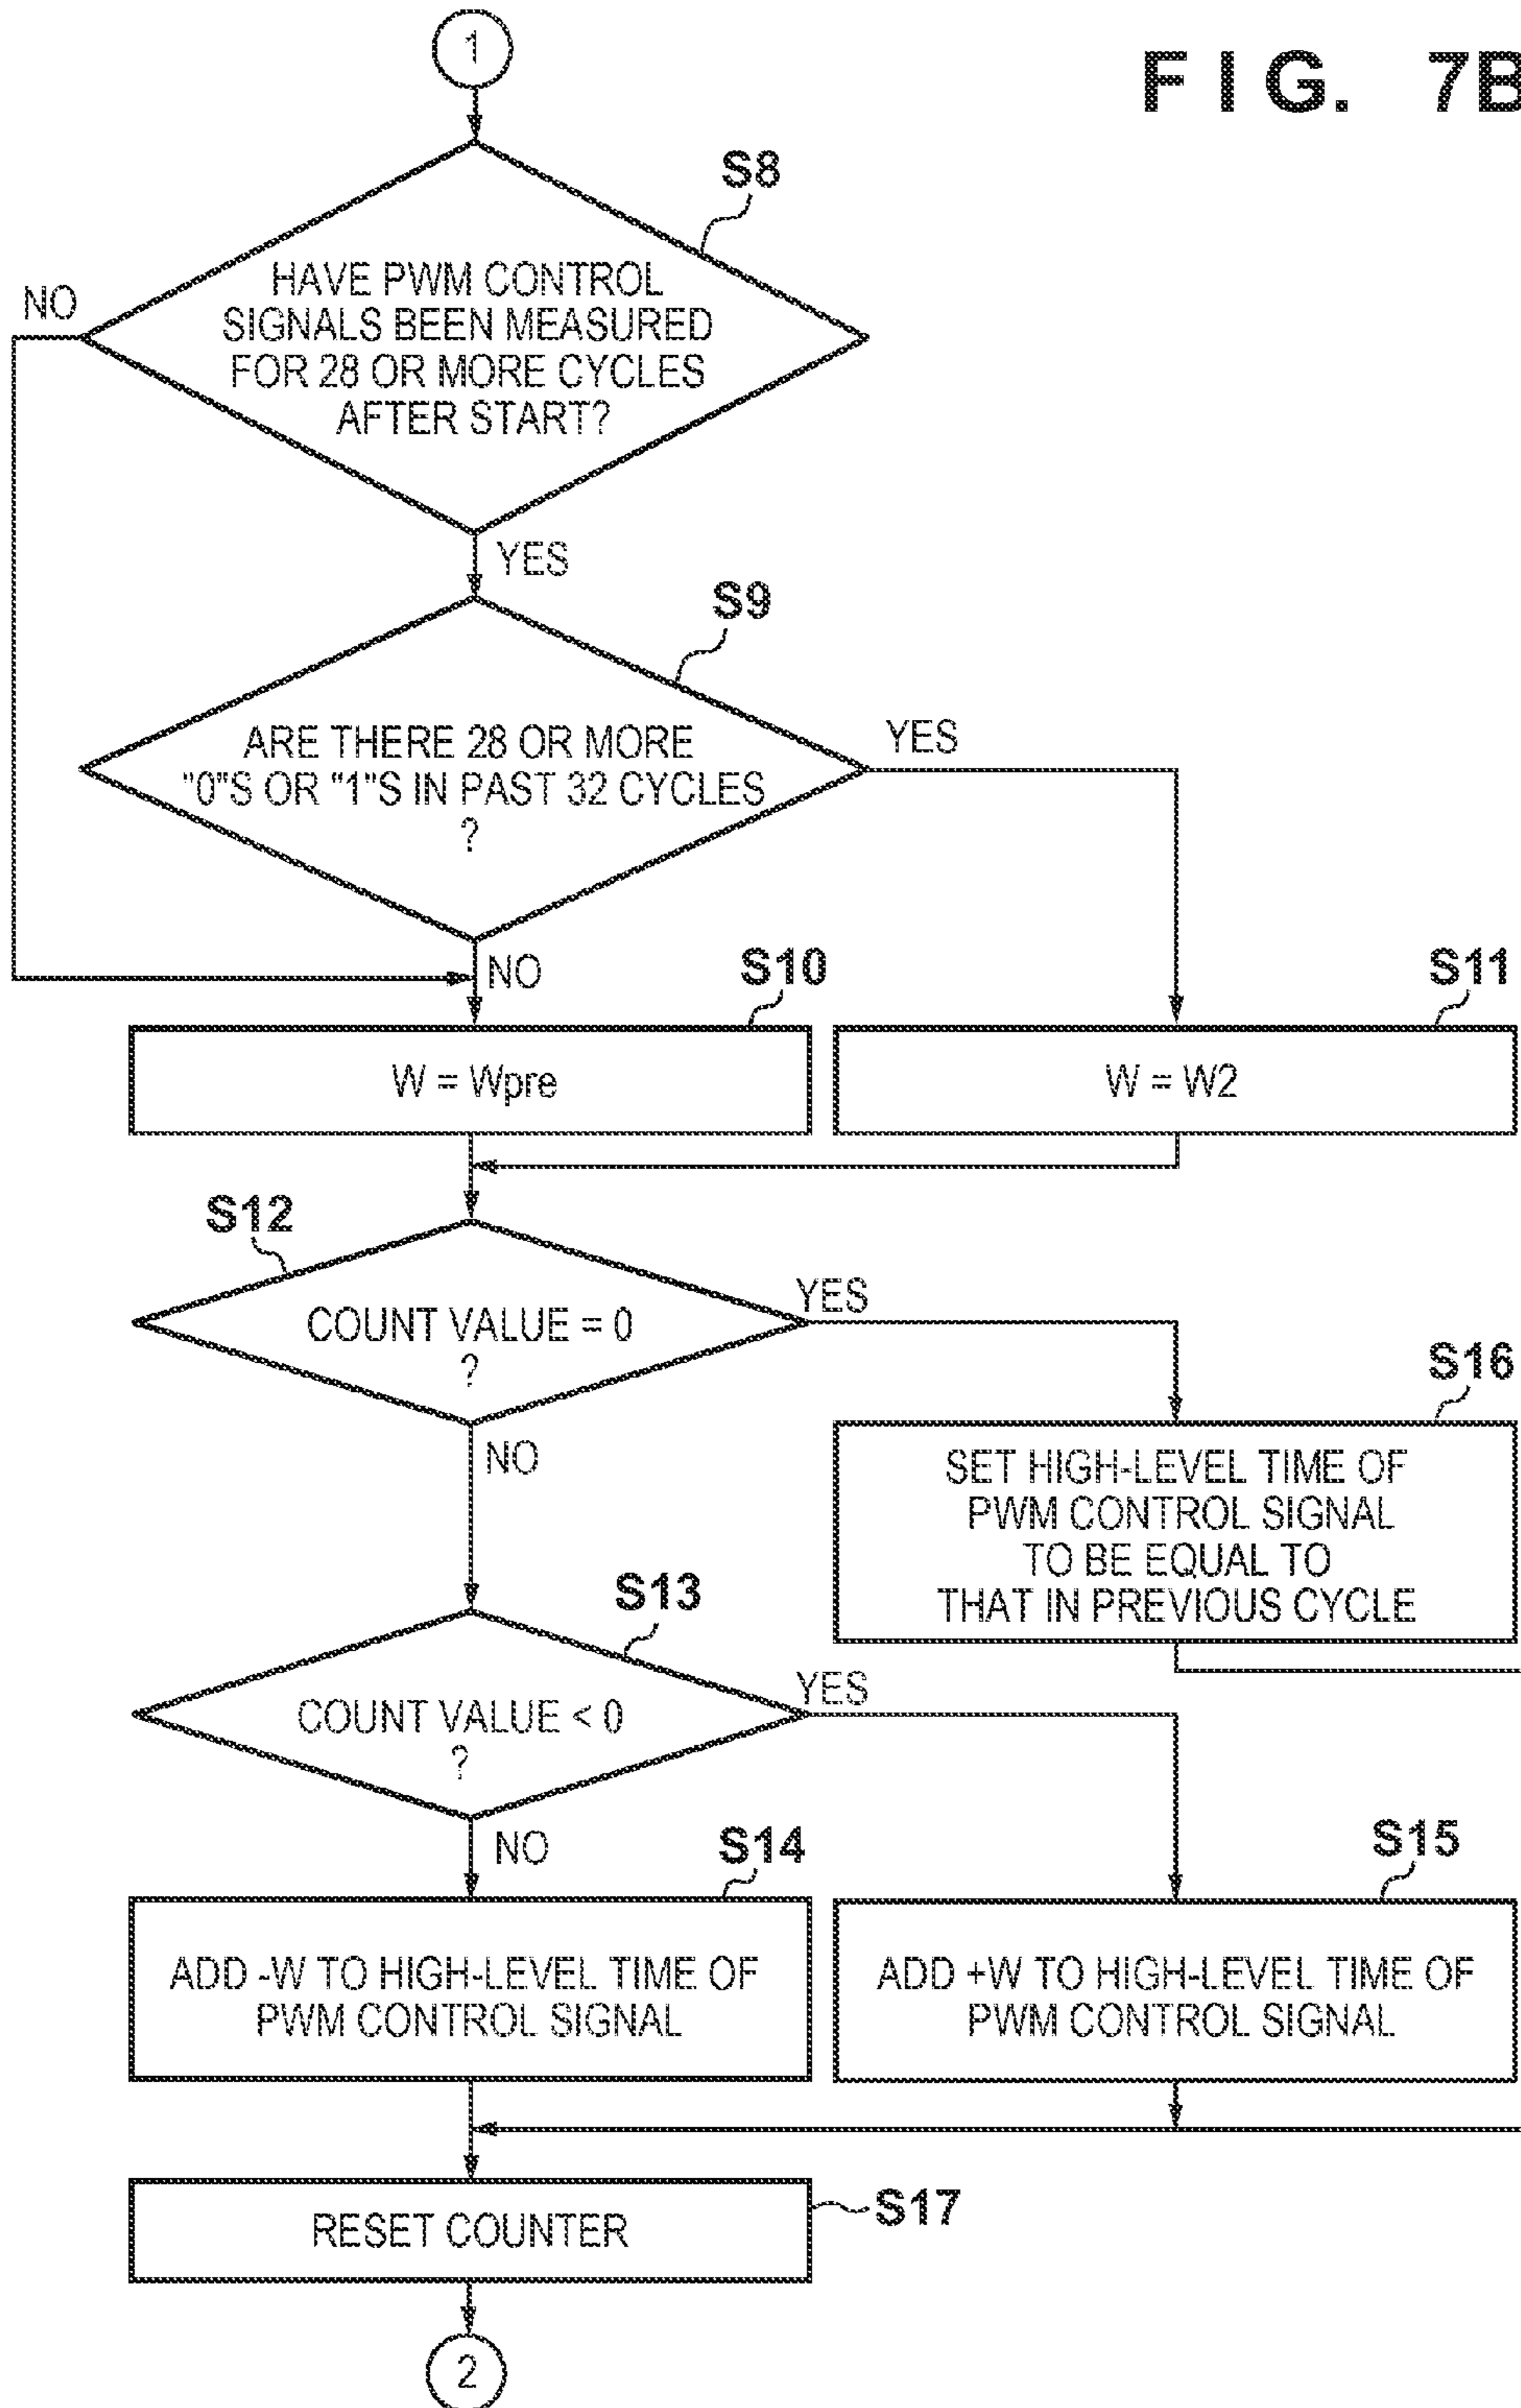 1
FIG. 7B
S8
HAVE PWM CONTROL
SIGNALS BEEN MEASURED
FOR 28 OR MORE CYCLES
AFTER START?
NO
YES
S9
ARE THERE 28 OR MORE
"0"S OR "1"S IN PAST 32 CYCLES
?
YES
NO
S10
W = Wpre
S11
W = W2
S12
COUNT VALUE = 0
?
YES
NO
S16
SET HIGH-LEVEL TIME OF
PWM CONTROL SIGNAL
TO BE EQUAL TO
THAT IN PREVIOUS CYCLE
S13
COUNT VALUE < 0
?
YES
NO
S14
ADD -W TO HIGH-LEVEL TIME OF
PWM CONTROL SIGNAL
S15
ADD +W TO HIGH-LEVEL TIME OF
PWM CONTROL SIGNAL
RESET COUNTER
S17
2